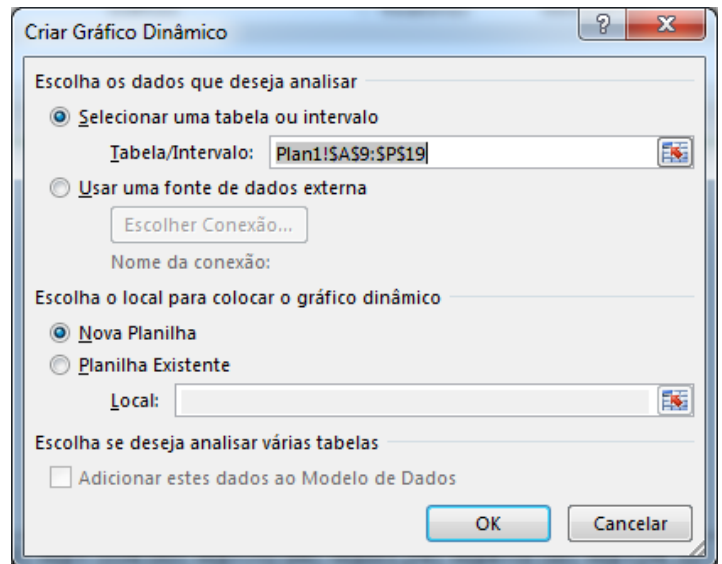 Criar Gráfico Dinâmico
Escolha os dados que deseja analisar
Selecionar uma tabela ou intervalo
Tabela/Intervalo: Plan1!$A$9:$P$19
Usar uma fonte de dados externa
Escolher Conexão...
Nome da conexão:
Escolha o local para colocar o gráfico dinâmico
Nova Planilha
Planilha Existente
Local:
Escolha se deseja analisar várias tabelas
Adicionar estes dados ao Modelo de Dados
OK Cancelar